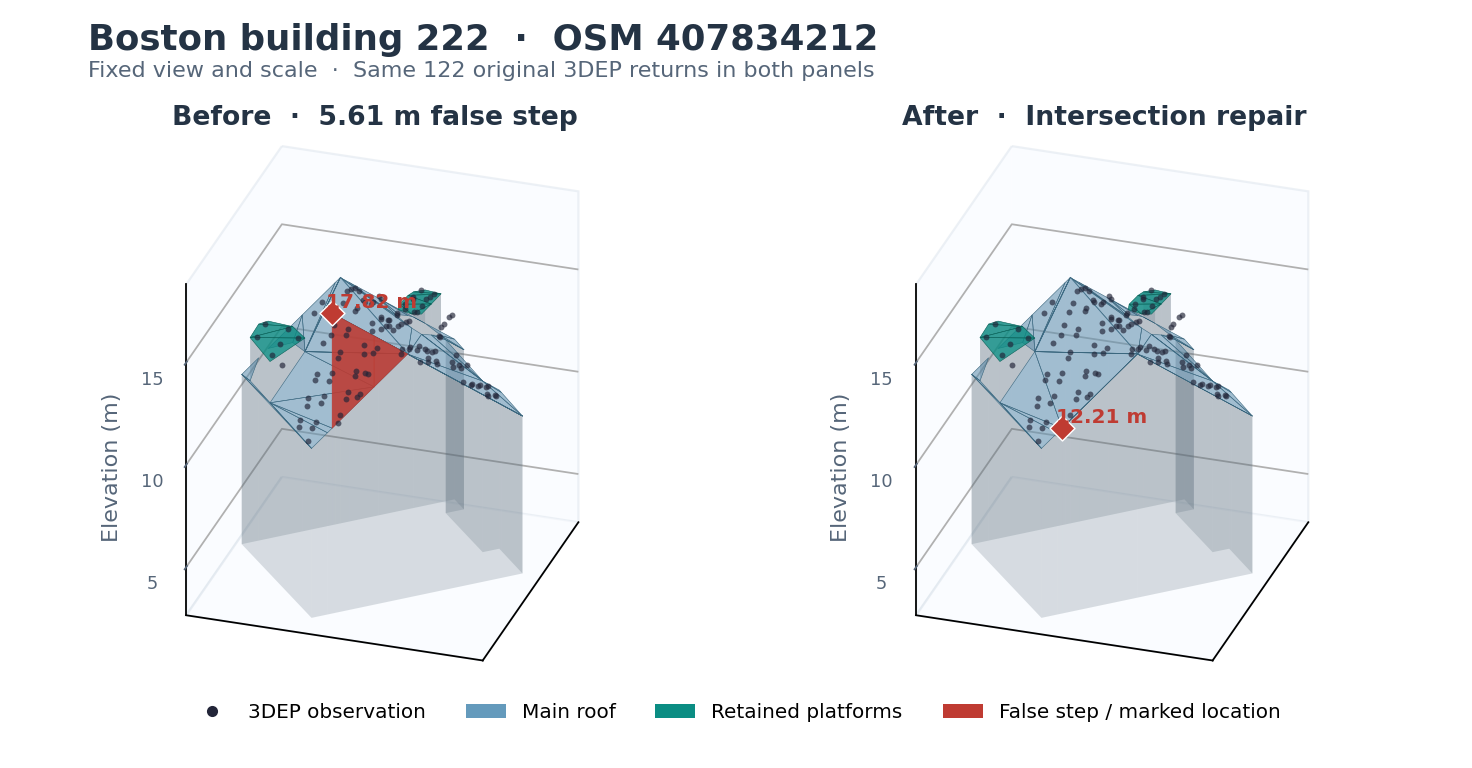 Boston building 222 · OSM 407834212
Fixed view and scale · Same 122 original 3DEP returns in both panels
Before · 5.61 m false step
After · Intersection repair
17.82 m
12.21 m
15
10
5
Elevation (m)
15
10
5
Elevation (m)
3DEP observation
Main roof
Retained platforms
False step / marked location